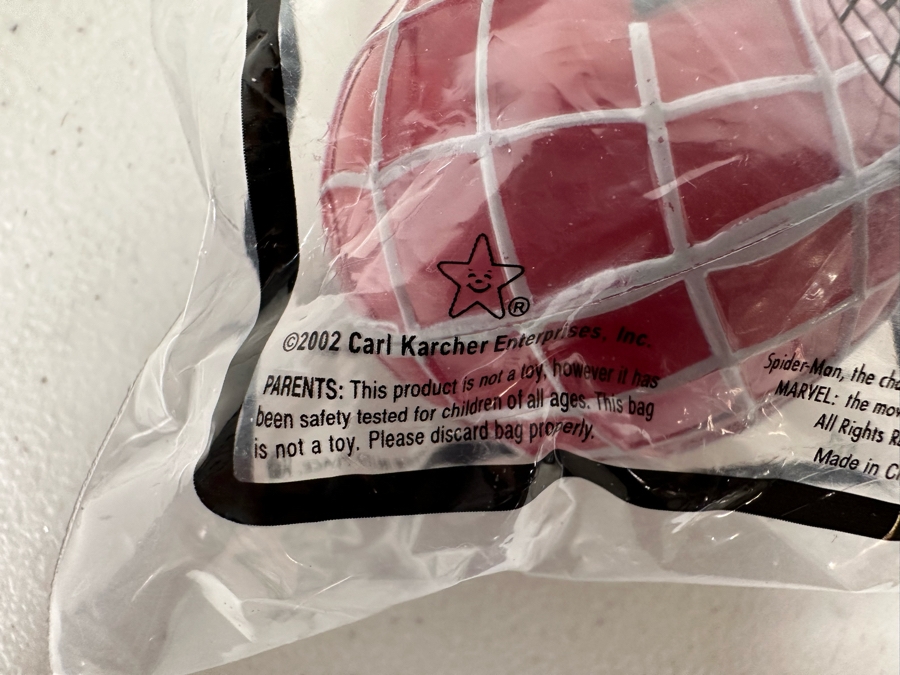 ®
©2002 Carl Karcher Enterprises, Inc.
PARENTS: This product is not a toy, however it has
been safety tested for children of all ages. This bag
is not a toy. Please discard bag properly.
Spider-Man, the cha
MARVEL: the mov
All Rights R
Made in C